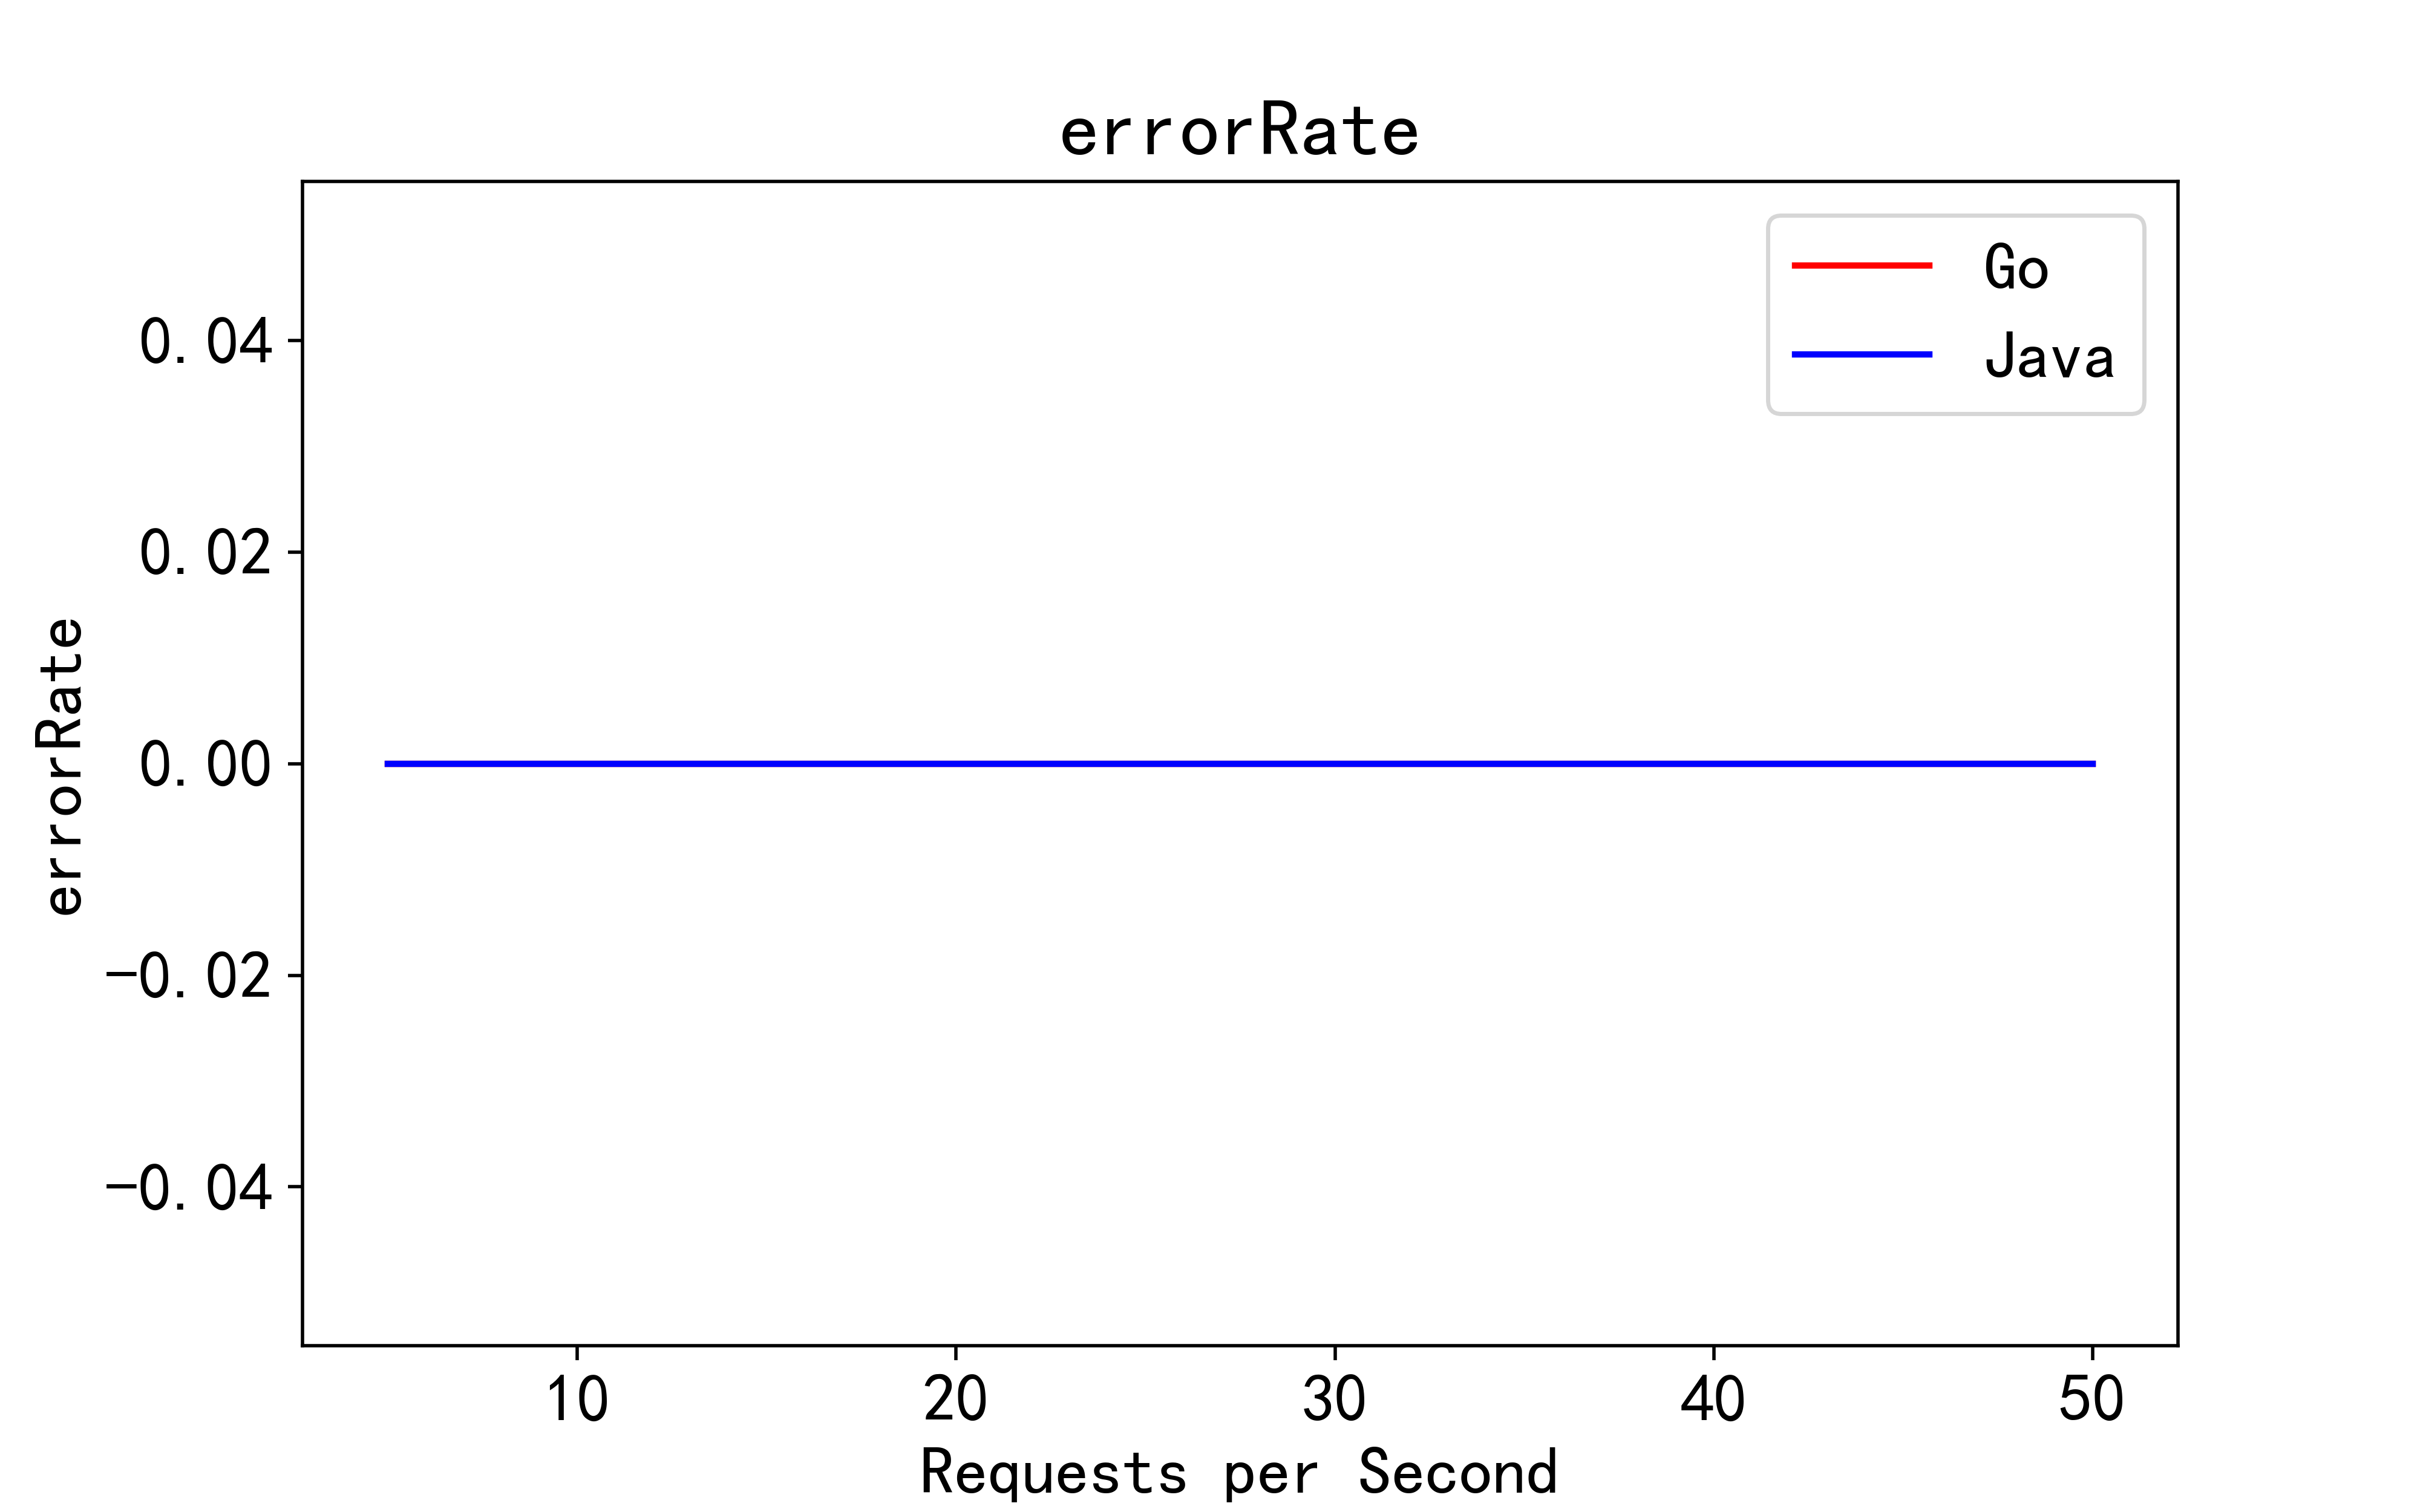 errorRate
Go
Java
0.04
0.02
0.00
-0.02
-0.04
errorRate
10 20 30 40 50
Requests per Second